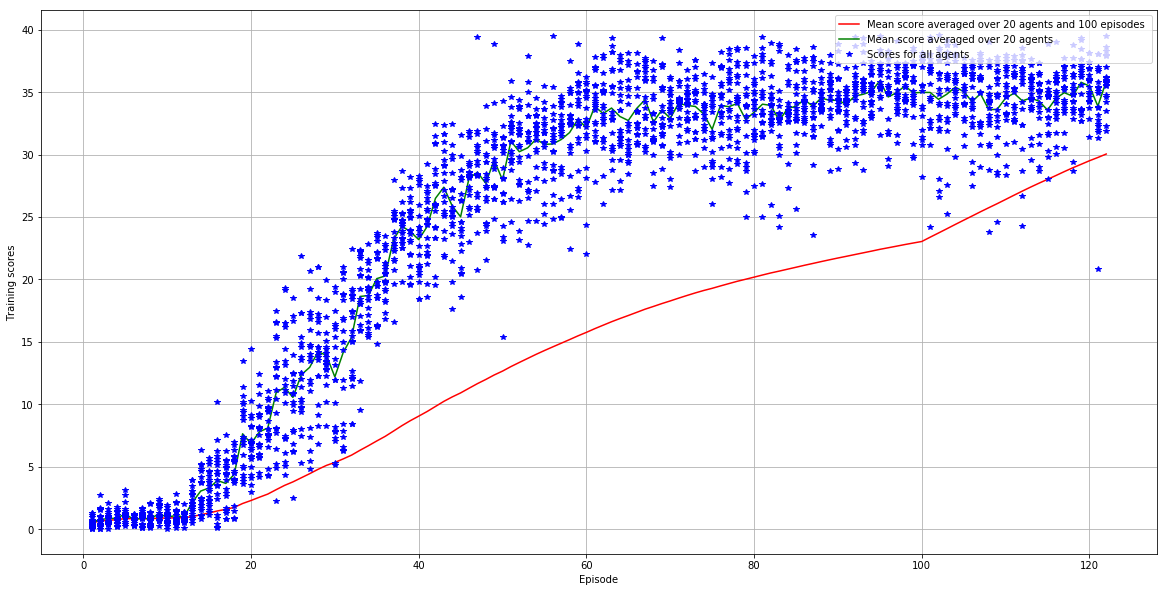 Mean score averaged over 20 agents and 100 episodes
Mean score averaged over 20 agents
Scores for all agents
40
35
30
25
20
15
10
5
0
Training scores
0 20 40 60 80 100 120
Episode